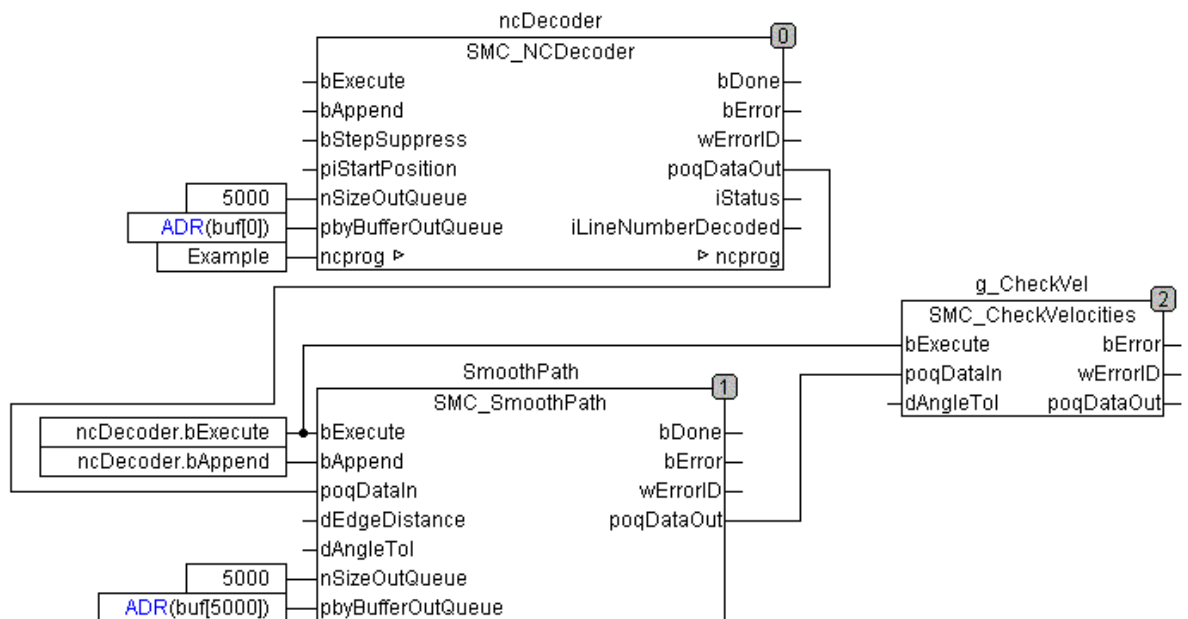 ncDecoder
0
SMC_NCDecoder
bExecute bDone
bAppend bError
bStepSuppress wErrorID
piStartPosition poqDataOut
5000 nSizeOutQueue iStatus
ADR(buf[0]) pbyBufferOutQueue iLineNumberDecoded
Example ncprog ncprog
g_CheckVel
2
SMC_CheckVelocities
bExecute bError
poqDataIn wErrorID
dAngleTol poqDataOut
SmoothPath
1
SMC_SmoothPath
ncDecoder.bExecute bExecute bDone
ncDecoder.bAppend bAppend bError
poqDataIn wErrorID
dEdgeDistance poqDataOut
dAngleTol
5000 nSizeOutQueue
ADR(buf[5000]) pbyBufferOutQueue